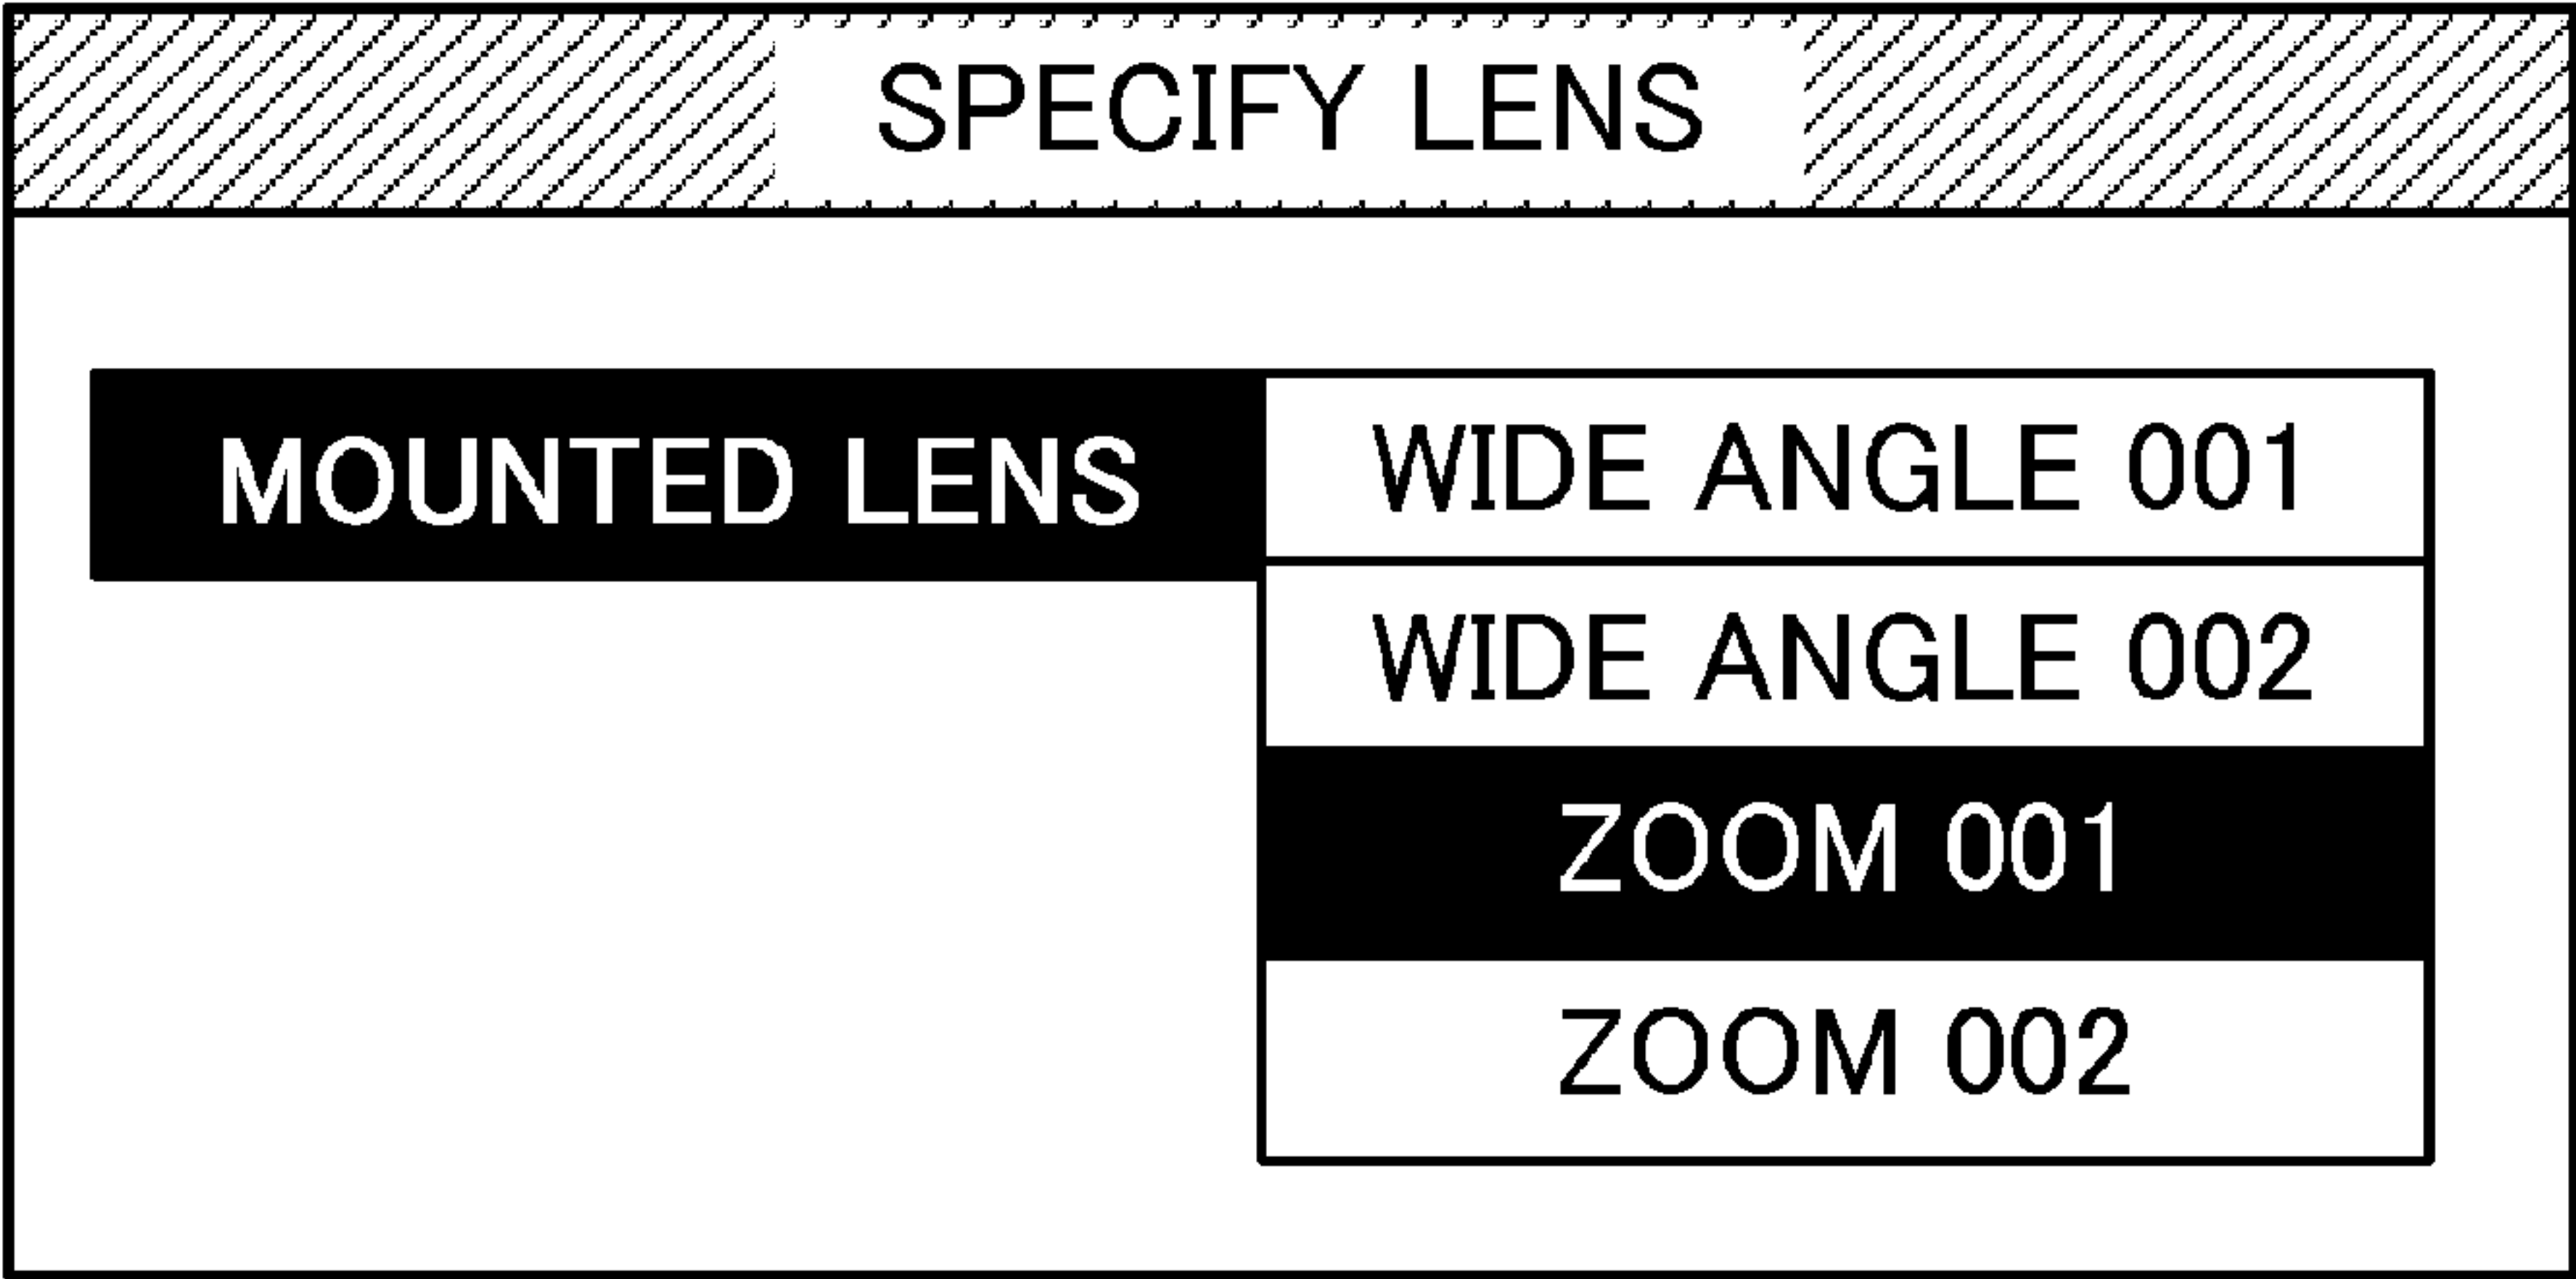 SPECIFY LENS
MOUNTED LENS
WIDE ANGLE 001
WIDE ANGLE 002
ZOOM 001
ZOOM 002